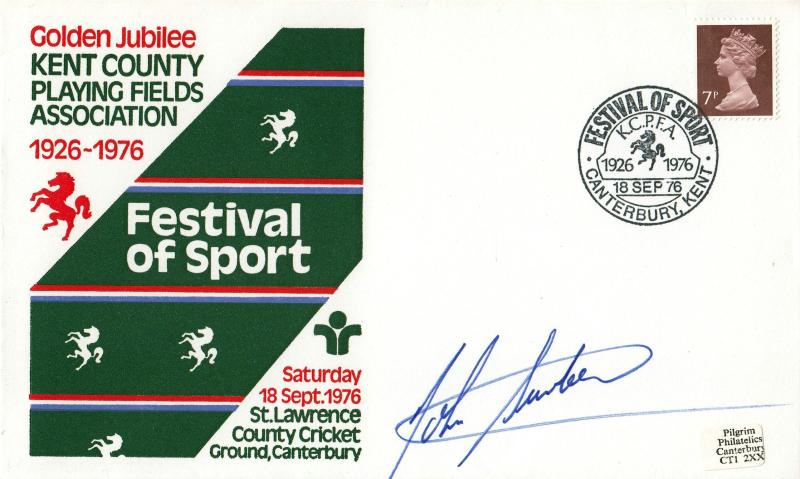 Golden Jubilee
KENT COUNTY
PLAYING FIELDS
ASSOCIATION
1926-1976
Festival
of Sport
Saturday
18 Sept.1976
St.Lawrence
County Cricket
Ground, Canterbury
7P
FESTIVAL OF SPORT
K.C.P.F.A.
1926 1976
18 SEP 76
CANTERBURY, KENT
John
Pilgrim
Philatelics
Canterbury
CT1 2XX